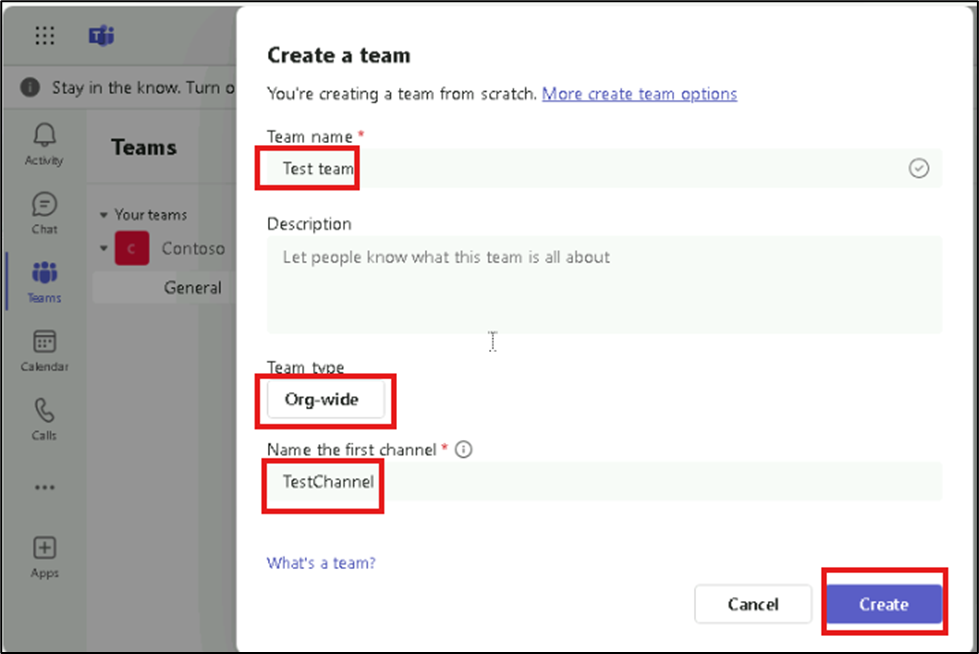 Stay in the know. Turn o
Activity
Chat
Teams
Calendar
Calls
Apps
Teams
Your teams
C
Contoso
General
Create a team
You're creating a team from scratch. More create team options
Team name *
Test team
Description
Let people know what this team is all about
Team type
Org-wide
Name the first channel *
TestChannel
What's a team?
Cancel
Create